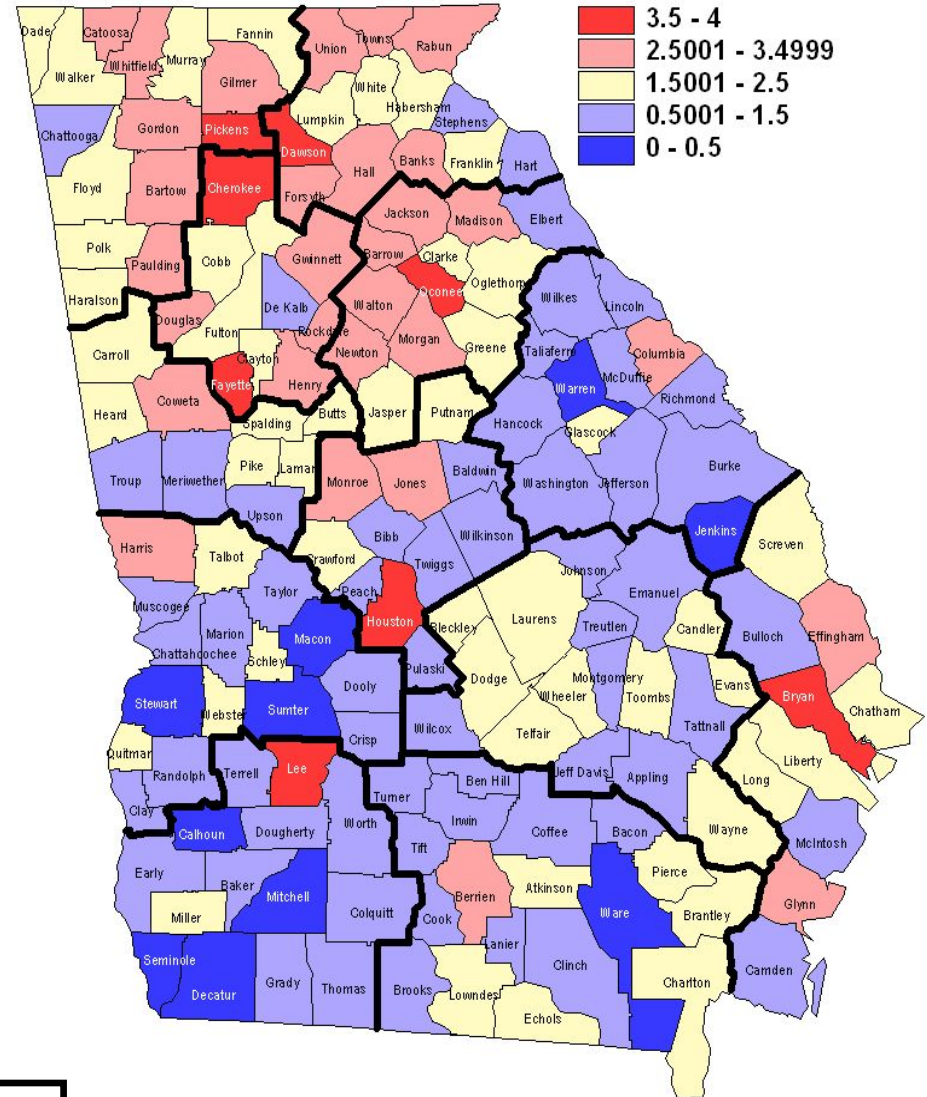 3.5 - 4
2.5001 - 3.4999
1.5001 - 2.5
0.5001 - 1.5
0 - 0.5
Dade
Catoosa
Fannin
Union
Towns
Rabun
Walker
Whitfield
Murray
Gilmer
White
Habersham
Lumpkin
Stephens
Chattooga
Gordon
Pickens
Dawson
Hall
Banks
Franklin
Hart
Floyd
Bartow
Cherokee
Forsyth
Jackson
Madison
Elbert
Polk
Paulding
Cobb
Gwinnett
Barrow
Clarke
Oconee
Oglethorp
Haralson
Douglas
Fulton
De Kalb
Rockdale
Walton
Morgan
Greene
Wilkes
Lincoln
Carroll
Clayton
Fayette
Henry
Newton
Taliaferr
Columbia
McDuffie
Warren
Richmond
Heard
Coweta
Spalding
Butts
Jasper
Putnam
Hancock
Glascock
Troup
Meriwether
Pike
Lamar
Monroe
Jones
Baldwin
Washington
Jefferson
Burke
Upson
Bibb
Wilkinson
Jenkins
Screven
Harris
Talbot
Crawford
Twiggs
Johnson
Emanuel
Muscogee
Taylor
Peach
Houston
Bleckley
Laurens
Treutlen
Candler
Bulloch
Effingham
Marion
Macon
Chattahoochee
Schley
Pulaski
Dodge
Montgomery
Wheeler
Toombs
Evans
Bryan
Chatham
Stewart
Webster
Sumter
Dooly
Wilcox
Telfair
Tattnall
Liberty
Long
Quitman
Randolph
Terrell
Lee
Crisp
Ben Hill
Jeff Davis
Appling
Clay
Calhoun
Dougherty
Worth
Turner
Irwin
Coffee
Bacon
Wayne
McIntosh
Early
Baker
Mitchell
Tift
Berrien
Atkinson
Pierce
Miller
Colquitt
Cook
Ware
Brantley
Glynn
Seminole
Decatur
Grady
Thomas
Brooks
Lanier
Lowndes
Clinch
Echols
Charlton
Camden